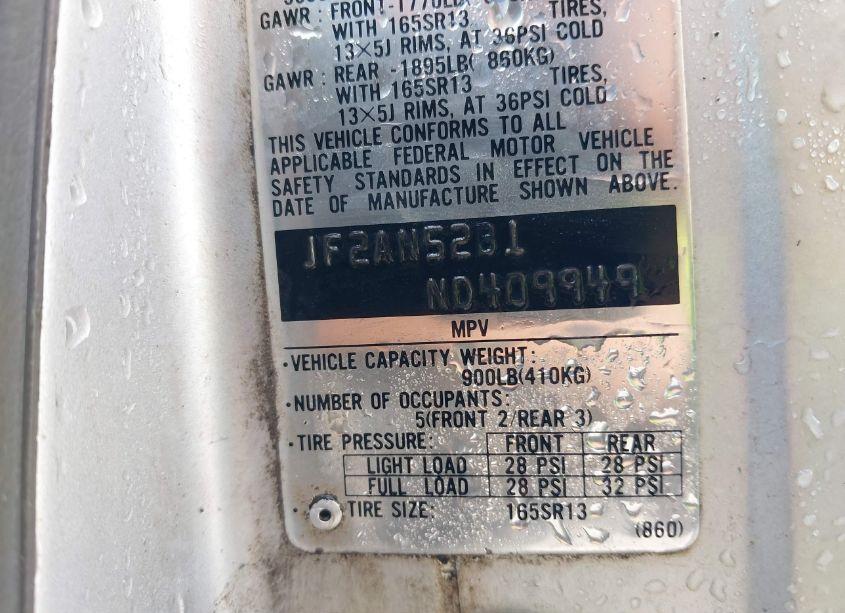 GAWR : FRONT-1770LB TIRES,
WITH 165SR13
13×5J RIMS, AT 36PSI COLD
GAWR : REAR -1895LB( 860KG)
WITH 165SR13 TIRES,
13×5J RIMS, AT 36PSI COLD
THIS VEHICLE CONFORMS TO ALL
APPLICABLE FEDERAL MOTOR VEHICLE
SAFETY STANDARDS IN EFFECT ON THE
DATE OF MANUFACTURE SHOWN ABOVE.
JF2AN52B1
ND409949
MPV
·VEHICLE CAPACITY WEIGHT:
900LB(410KG)
·NUMBER OF OCCUPANTS:
5(FRONT 2/REAR 3)
·TIRE PRESSURE: FRONT REAR
LIGHT LOAD 28 PSI 28 PSI
FULL LOAD 28 PSI 32 PSI
·TIRE SIZE: 165SR13
(860)